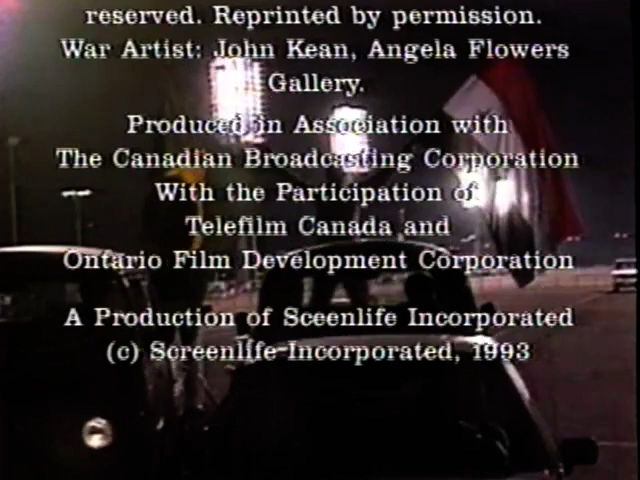 reserved. Reprinted by permission.
War Artist: John Kean, Angela Flowers
Gallery.
Produced in Association with
The Canadian Broadcasting Corporation
With the Participation of
Telefilm Canada and
Ontario Film Development Corporation
A Production of Sceenlife Incorporated
(c) Screenlife Incorporated, 1993